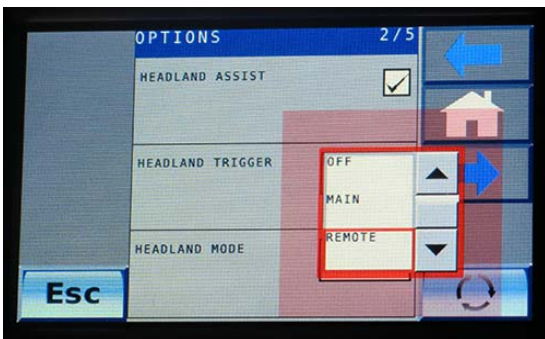 OPTIONS 2/5
HEADLAND ASSIST
HEADLAND TRIGGER
OFF
MAIN
REMOTE
HEADLAND MODE
Esc